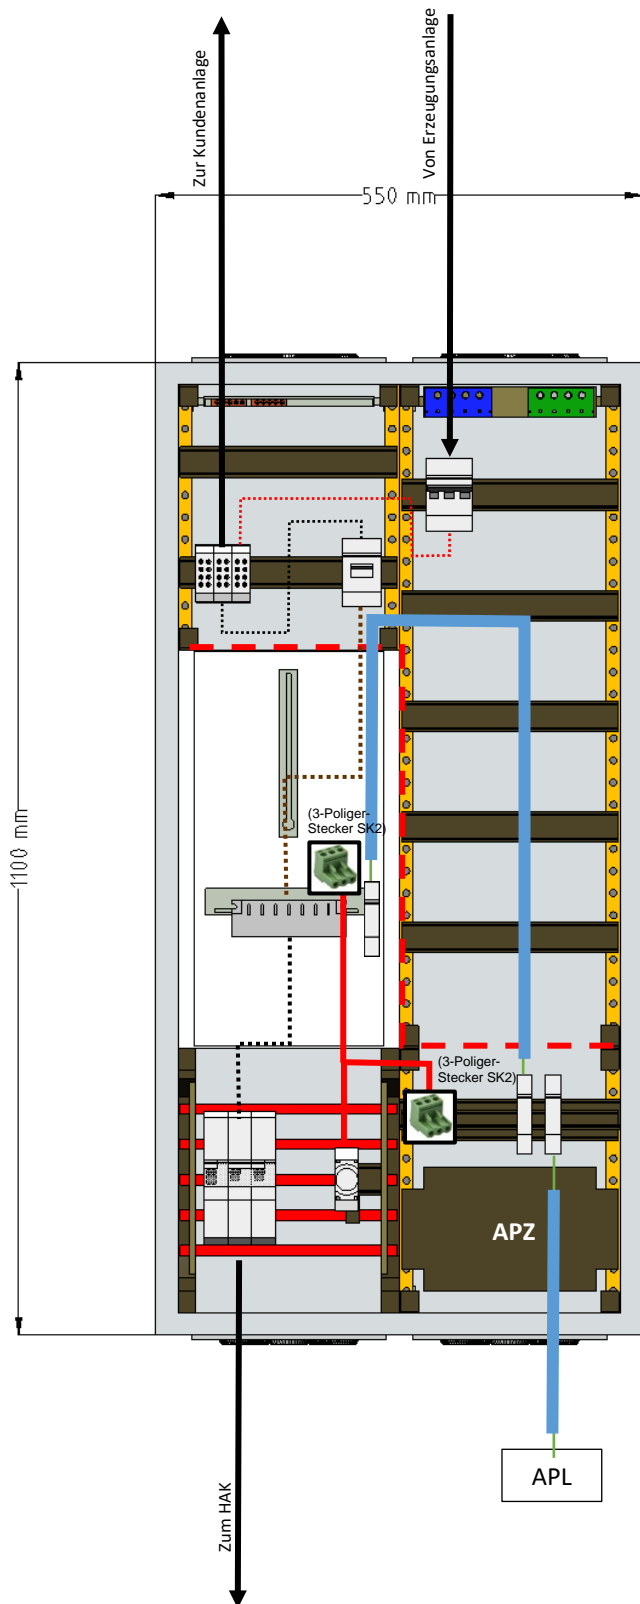 Zur Kundenanlage
Von Erzeugungsanlage
550 mm
1100 mm
(3-Poliger-
Stecker SK2)
(3-Poliger-
Stecker SK2)
APZ
APL
Zum HAK